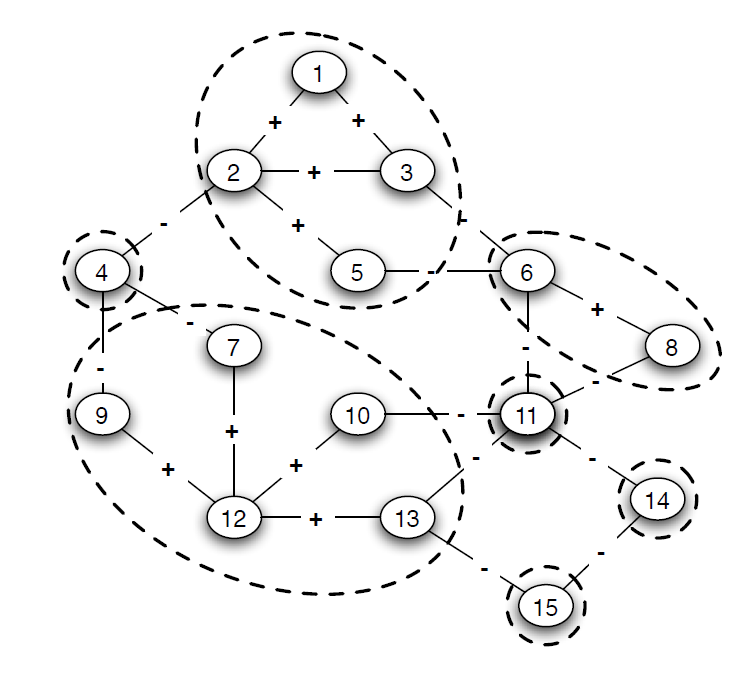 1
+ +
2 + 3
- + -
4 5 - 6
- + 8
7 - -
- 9 10 - 11
+ + + - -
12 + 13 14
- -
15